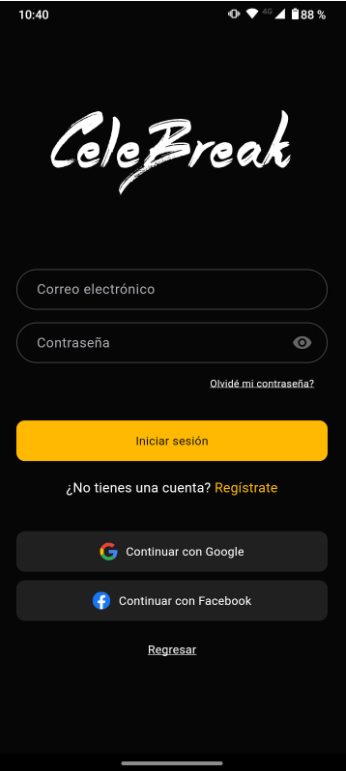 10:40
4G 88 %
CeleBreak
Correo electrónico
Contraseña
Olvidé mi contraseña?
Iniciar sesión
¿No tienes una cuenta? Regístrate
Continuar con Google
Continuar con Facebook
Regresar